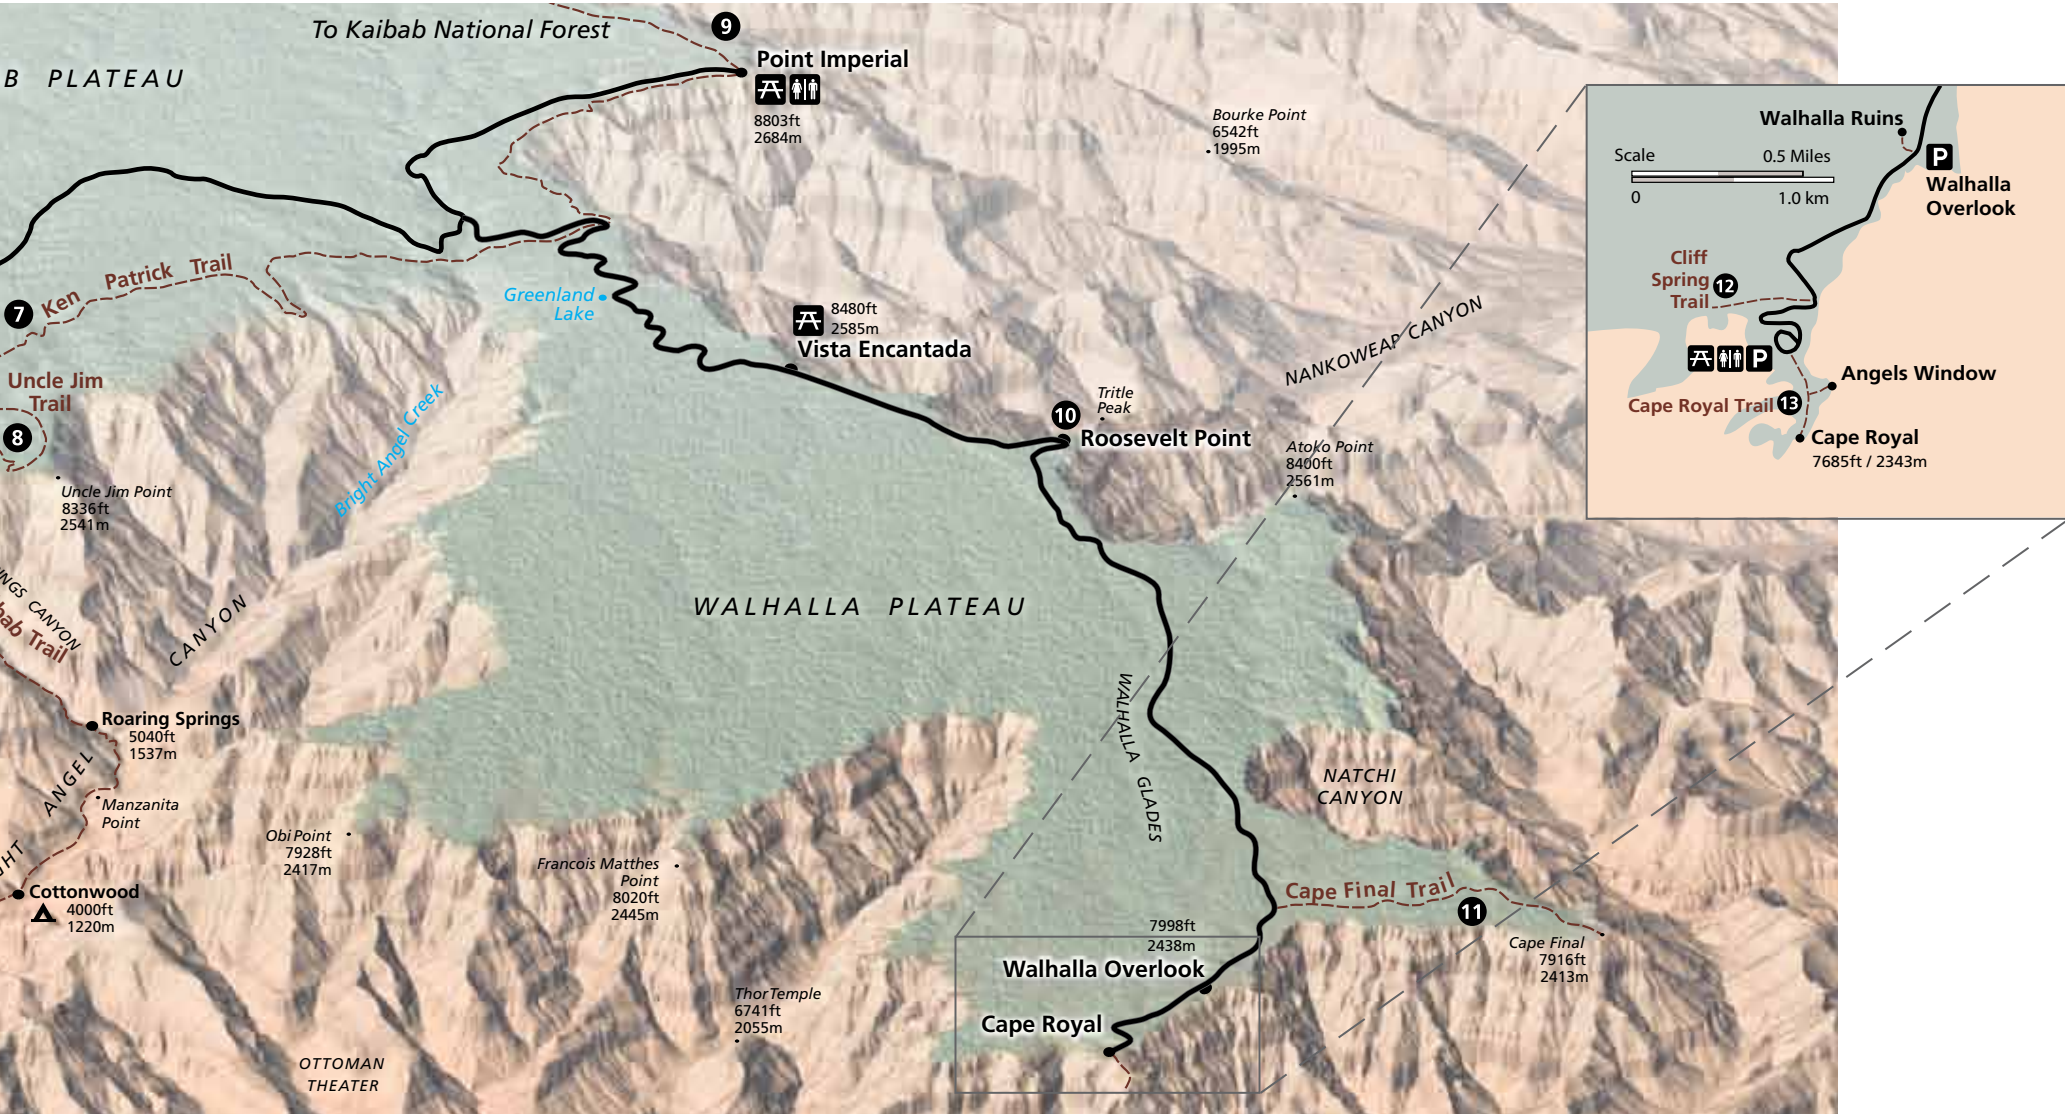 To Kaibab National Forest
9
Point Imperial
8803ft
2684m
B PLATEAU
Bourke Point
6542ft
1995m
Walhalla Ruins
P
Walhalla
Overlook
Scale
0.5 Miles
0
1.0 km
Cliff
Spring
Trail
12
P
Angels Window
Cape Royal Trail
13
Cape Royal
7685ft / 2343m
Ken Patrick Trail
7
Greenland
Lake
8480ft
2585m
Vista Encantada
NANKOWEAP CANYON
Uncle Jim
Trail
8
Bright Angel Creek
Tritle
Peak
10
Roosevelt Point
Atoko Point
8400ft
2561m
Uncle Jim Point
8336ft
2541m
NGS CANYON
bab Trail
CANYON
WALHALLA PLATEAU
WALHALLA GLADES
Roaring Springs
5040ft
1537m
ANGEL
Manzanita
Point
NATCHI
CANYON
Obi Point
7928ft
2417m
Francois Matthes
Point
8020ft
2445m
GHT
Cottonwood
4000ft
1220m
Cape Final Trail
11
Cape Final
7916ft
2413m
7998ft
2438m
Walhalla Overlook
Thor Temple
6741ft
2055m
Cape Royal
OTTOMAN
THEATER